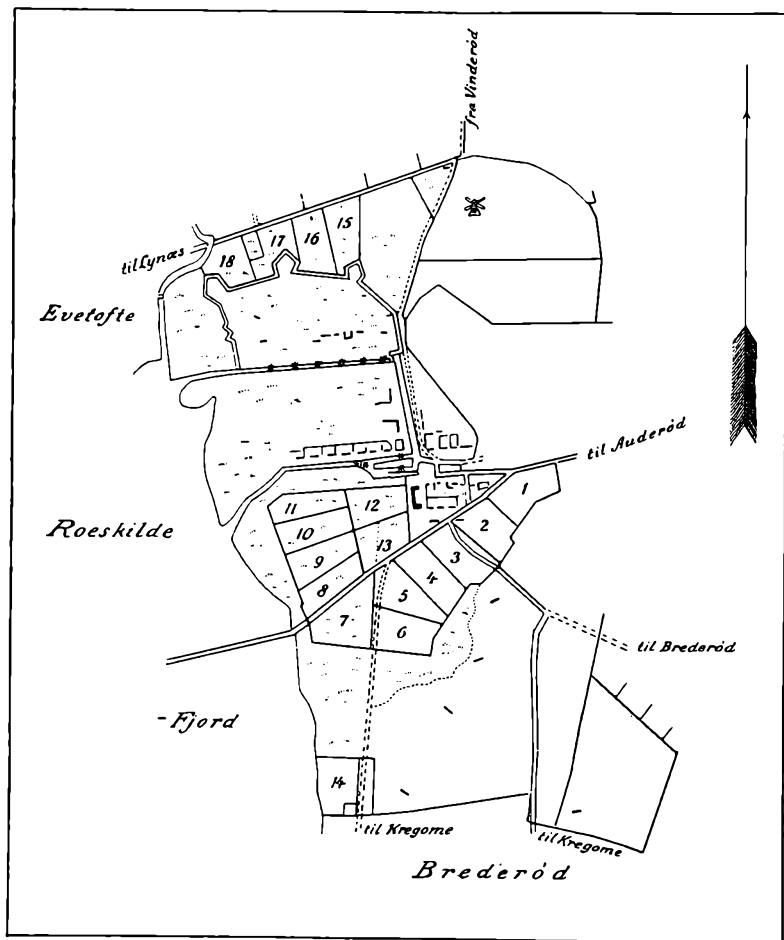 fra Vinderöd
15
16
17
18
til Lynæs
Evetofte
til Auderöd
1
11
12
2
Roeskilde
10
13
3
9
4
8
5
7
6
til Brederöd
-Fjord
14
til Kregome
til Kregome
Brederöd